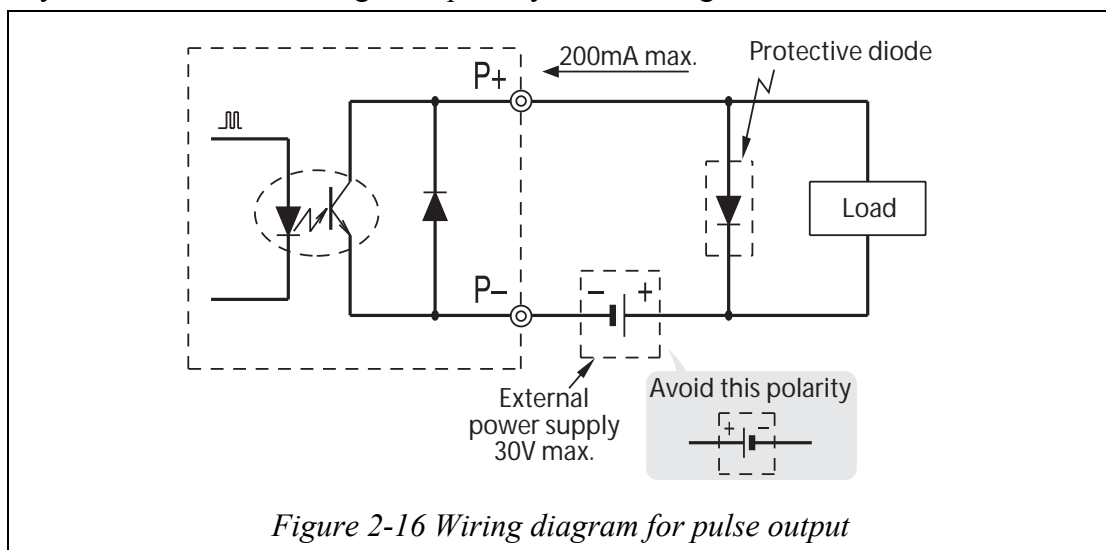 P+
200mA max.
Protective diode
Load
P–
– +
External
power supply
30V max.
Avoid this polarity
+ –
Figure 2-16 Wiring diagram for pulse output